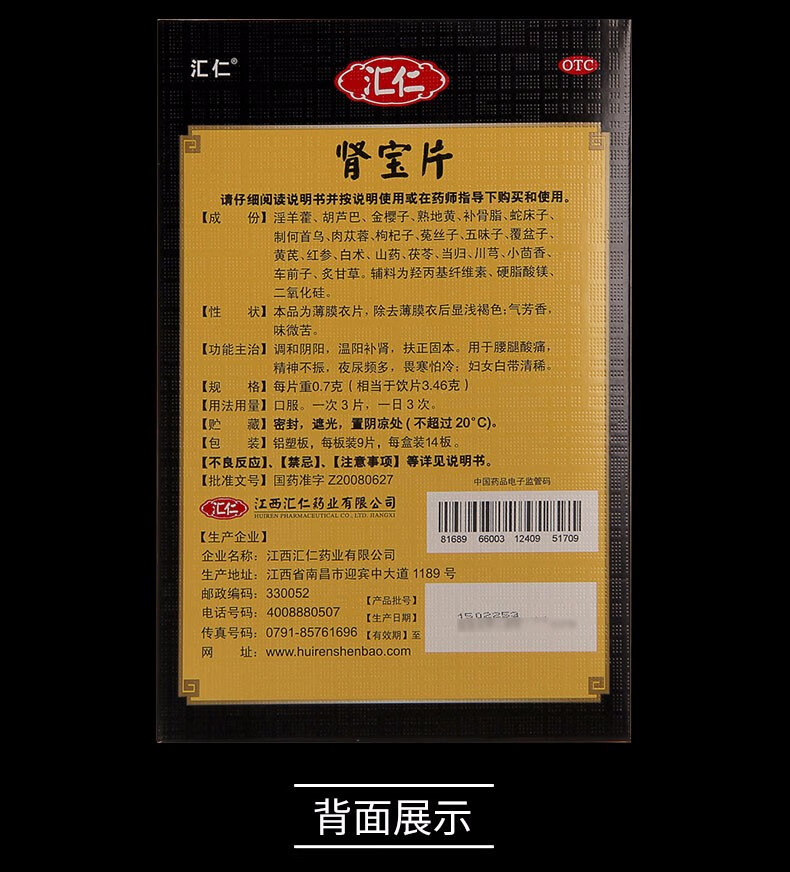 汇仁®
汇仁
OTC
肾宝片
请仔细阅读说明书并按说明使用或在药师指导下购买和使用。
【成 份】淫羊藿、葫芦巴、金樱子、熟地黄、补骨脂、蛇床子、
制何首乌、肉苁蓉、枸杞子、菟丝子、五味子、覆盆子、
黄芪、红参、白术、山药、茯苓、当归、川芎、小茴香、
车前子、炙甘草。辅料为羟丙基纤维素、硬脂酸镁、
二氧化硅。
【性 状】本品为薄膜衣片，除去薄膜衣后显浅褐色；气芳香，
味微苦。
【功能主治】调和阴阳，温阳补肾，扶正固本。用于腰腿酸痛，
精神不振，夜尿频多，畏寒怕冷；妇女白带清稀。
【规 格】每片重0.7克（相当于饮片3.46克）
【用法用量】口服。一次3片，一日3次。
【贮 藏】密封，遮光，置阴凉处(不超过20°C)。
【包 装】铝塑板，每板装9片，每盒装14板。
【不良反应】、【禁忌】、【注意事项】等详见说明书。
【批准文号】国药准字 Z20080627
中国药品电子监管码
汇仁 江西汇仁药业有限公司
HUIREN PHARMACEUTICAL CO., LTD. JIANGXI
81689 66003 12409 51709
【生产企业】
企业名称：江西汇仁药业有限公司
生产地址：江西省南昌市迎宾中大道1189号
邮政编码：330052
电话号码：4008880507
传真号码：0791-85761696
网 址：www.huirenshenbao.com
【产品批号】
【生产日期】
【有效期】至
1502253
背面展示